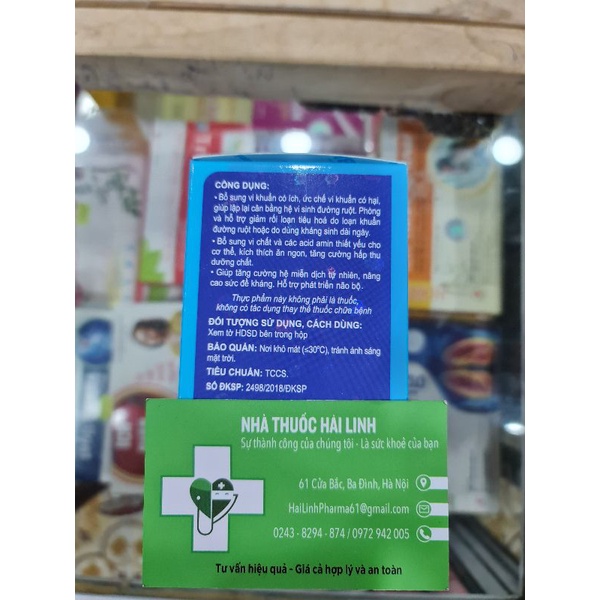 CÔNG DỤNG:
• Bổ sung vi khuẩn có ích, ức chế vi khuẩn có hại,
giúp lập lại cân bằng hệ vi sinh đường ruột. Phòng
và hỗ trợ giảm rối loạn tiêu hoá do loạn khuẩn
đường ruột hoặc do dùng kháng sinh dài ngày.
• Bổ sung vi chất và các acid amin thiết yếu cho
cơ thể, kích thích ăn ngon, tăng cường hấp thu
dưỡng chất.
• Giúp tăng cường hệ miễn dịch tự nhiên, nâng
cao sức đề kháng. Hỗ trợ phát triển não bộ.
Thực phẩm này không phải là thuốc,
không có tác dụng thay thế thuốc chữa bệnh
ĐỐI TƯỢNG SỬ DỤNG, CÁCH DÙNG:
Xem tờ HDSD bên trong hộp
BẢO QUẢN: Nơi khô mát (≤30°C), tránh ánh sáng
mặt trời.
TIÊU CHUẨN: TCCS.
SỐ ĐKSP: 2498/2018/ĐKSP
NHÀ THUỐC HẢI LINH
Sự thành công của chúng tôi - Là sức khoẻ của bạn
61 Cửa Bắc, Ba Đình, Hà Nội
HaiLinhPharma61@gmail.com
0243 - 8294 - 874 / 0972 942 005
Tư vấn hiệu quả - Giá cả hợp lý và an toàn